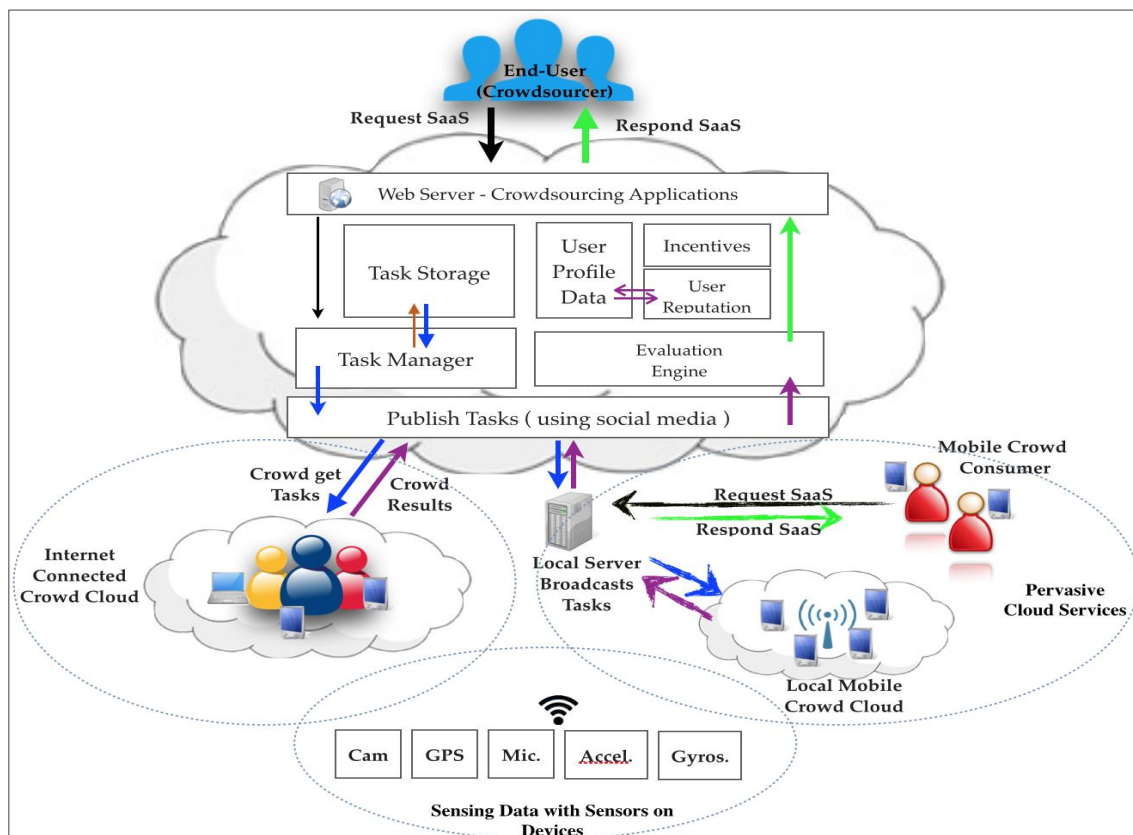 End-User
(Crowdsourcer)
Request SaaS
Respond SaaS
Web Server - Crowdsourcing Applications
Task Storage
User
Profile
Data
Incentives
User
Reputation
Task Manager
Evaluation
Engine
Publish Tasks ( using social media )
Crowd get
Tasks
Crowd
Results
Mobile Crowd
Consumer
Request SaaS
Respond SaaS
Internet
Connected
Crowd Cloud
Local Server
Broadcasts
Tasks
Pervasive
Cloud Services
Local Mobile
Crowd Cloud
Cam
GPS
Mic.
Accel.
Gyros.
Sensing Data with Sensors on
Devices